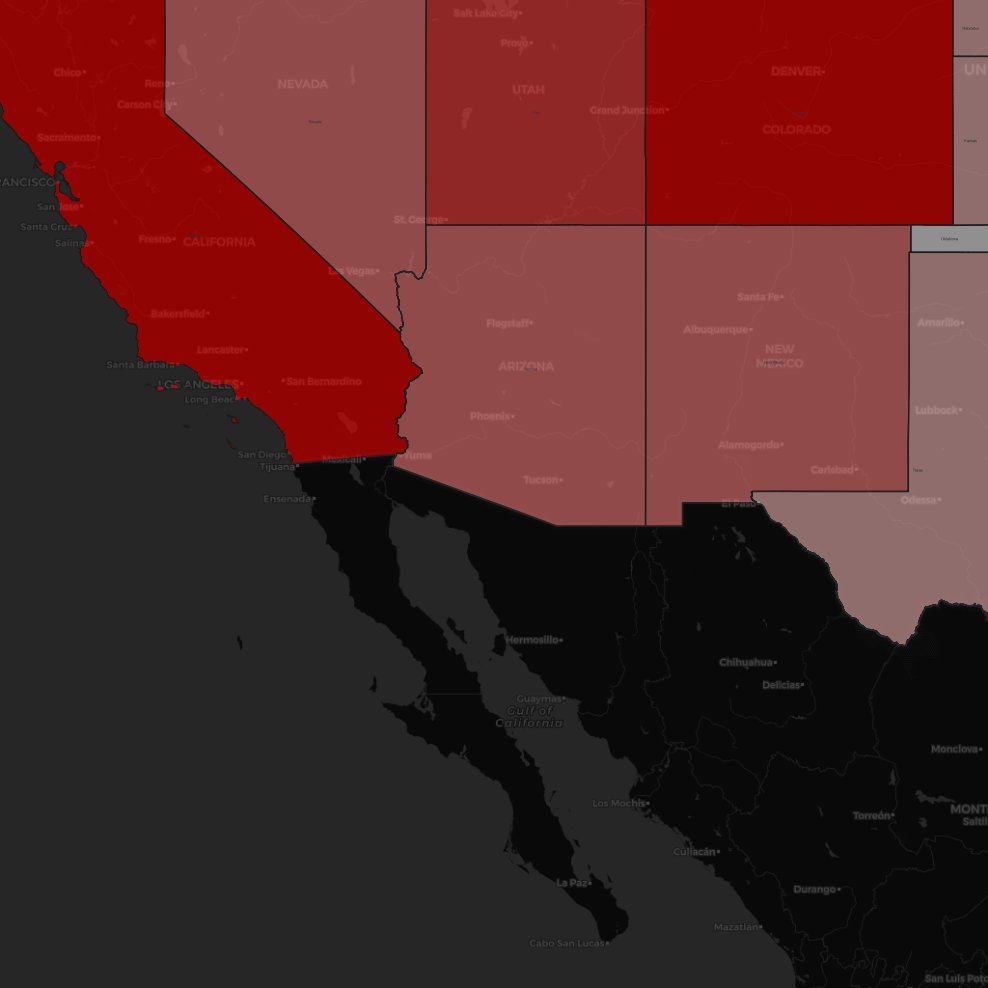 Salt Lake City
Provo
Chico
DENVER
UN
Reno
NEVADA
UTAH
Carson City
Grand Junction
Nevada
COLORADO
Sacramento
Kansas
RANCISCO
San Jose
St. George
Santa Cruz
Fresno
CALIFORNIA
Oklahoma
Salinas
Las Vegas
Santa Fe
Bakersfield
Flagstaff
Albuquerque
Amarillo
Lancaster
NEW
MEXICO
Santa Barbara
ARIZONA
LOS ANGELES
San Bernardino
Long Beach
Phoenix
Lubbock
San Diego
Mexicali
Yuma
Alamogordo
Tijuana
Carlsbad
Texas
Tucson
Ensenada
El Paso
Odessa
Hermosillo
Chihuahua
Delicias
Guaymas
Gulf of
California
Monclova
Los Mochis
MONT
Torreón
Saltil
Culiacán
La Paz
Durango
Mazatlán
Cabo San Lucas
San Luis Poto